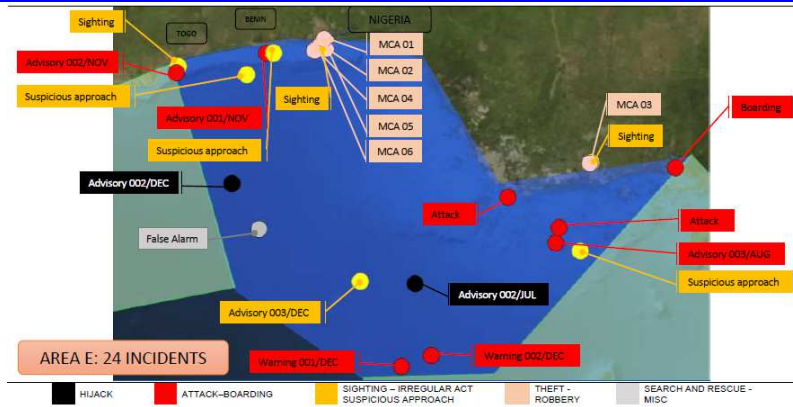 Sighting
TOGO
BENIN
NIGERIA
MCA 01
MCA 02
MCA 04
MCA 05
MCA 06
Advisory 002/NOV
Suspicious approach
Advisory 001/NOV
Sighting
Suspicious approach
MCA 03
Sighting
Boarding
Advisory 002/DEC
Attack
Attack
False Alarm
Advisory 003/AUG
Suspicious approach
Advisory 002/JUL
Advisory 003/DEC
AREA E: 24 INCIDENTS
Warning 001/DEC
Warning 002/DEC
HIJACK
ATTACK–BOARDING
SIGHTING – IRREGULAR ACT
SUSPICIOUS APPROACH
THEFT -
ROBBERY
SEARCH AND RESCUE -
MISC